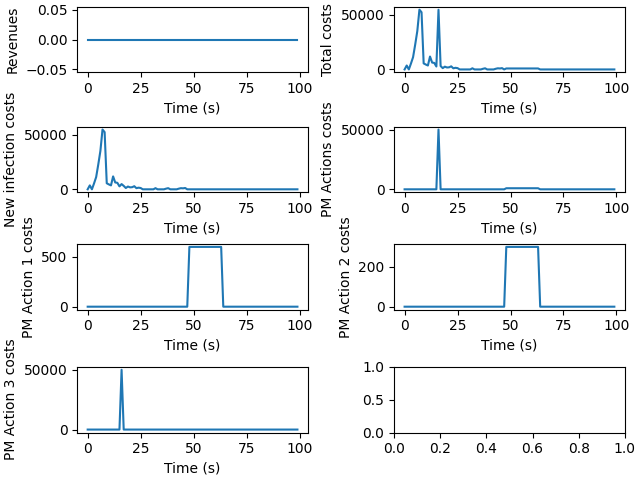 Revenues
0.05
0.00
−0.05
0 25 50 75 100
Time (s)
Total costs
50000
0
0 25 50 75 100
Time (s)
New infection costs
50000
0
0 25 50 75 100
Time (s)
PM Actions costs
50000
0
0 25 50 75 100
Time (s)
PM Action 1 costs
500
0
0 25 50 75 100
Time (s)
PM Action 2 costs
200
0
0 25 50 75 100
Time (s)
PM Action 3 costs
50000
0
0 25 50 75 100
Time (s)
1.0
0.5
0.0
0.0 0.2 0.4 0.6 0.8 1.0